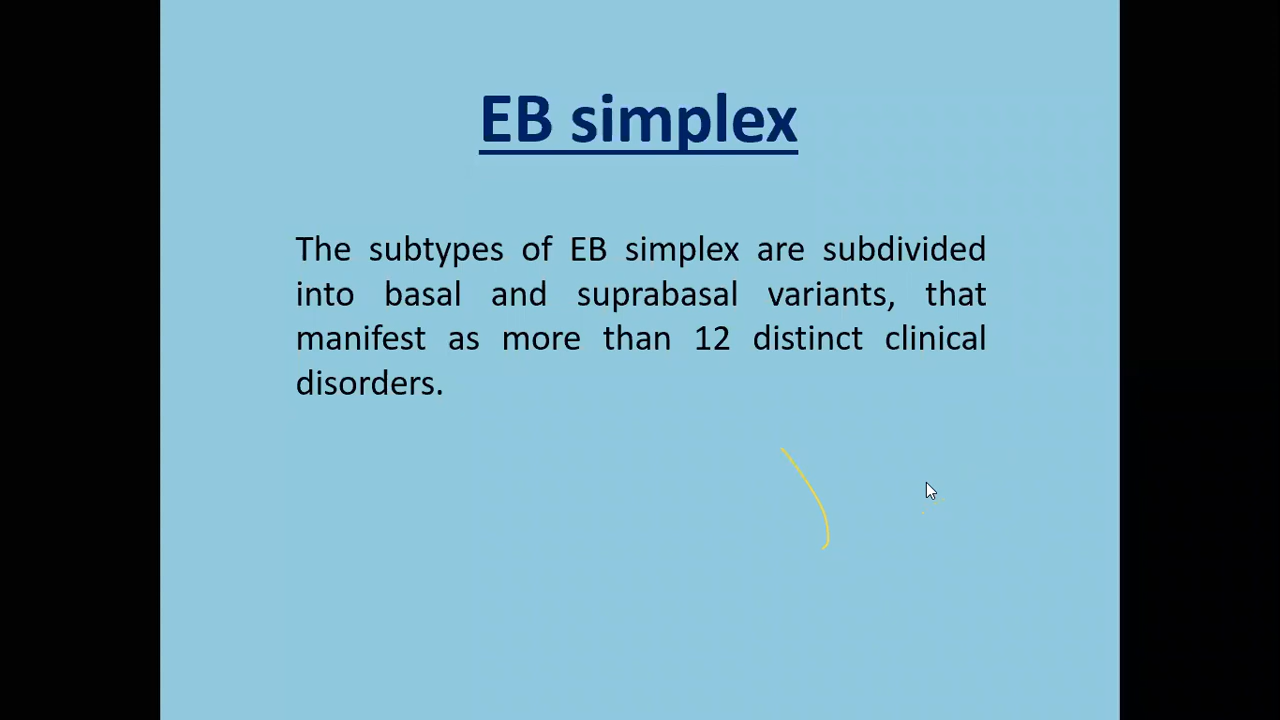 EB simplex
The subtypes of EB simplex are subdivided
into basal and suprabasal variants, that
manifest as more than 12 distinct clinical
disorders.